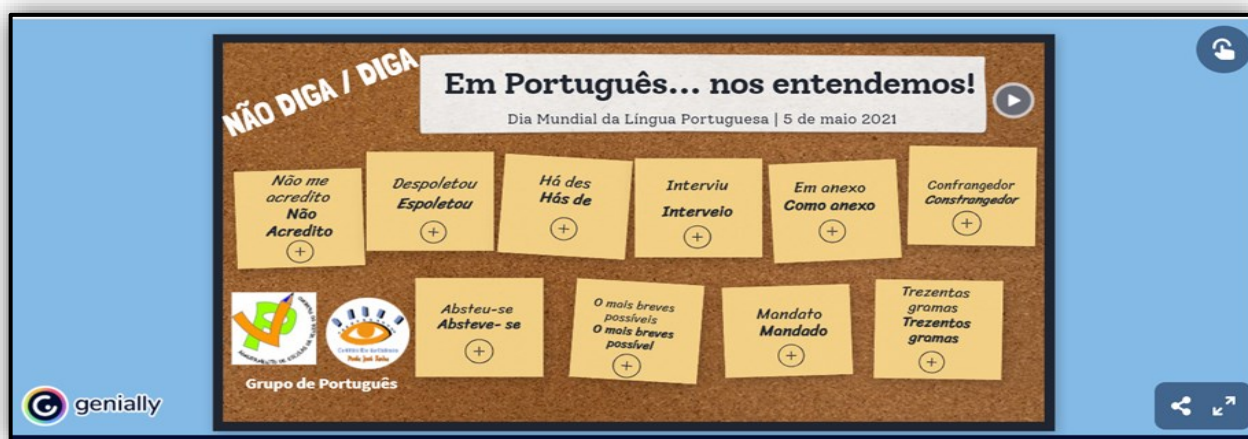 NÃO DIGA / DIGA
Em Português... nos entendemos!
Dia Mundial da Língua Portuguesa | 5 de maio 2021
Não me
acredito
Não
Acredito
Despoletou
Espoletou
Há des
Hás de
Interviu
Interveio
Em anexo
Como anexo
Confrangedor
Constrangedor
Absteu-se
Absteve- se
O mais breves
possíveis
O mais breves
possível
Mandato
Mandado
Trezentas
gramas
Trezentos
gramas
Grupo de Português
genially